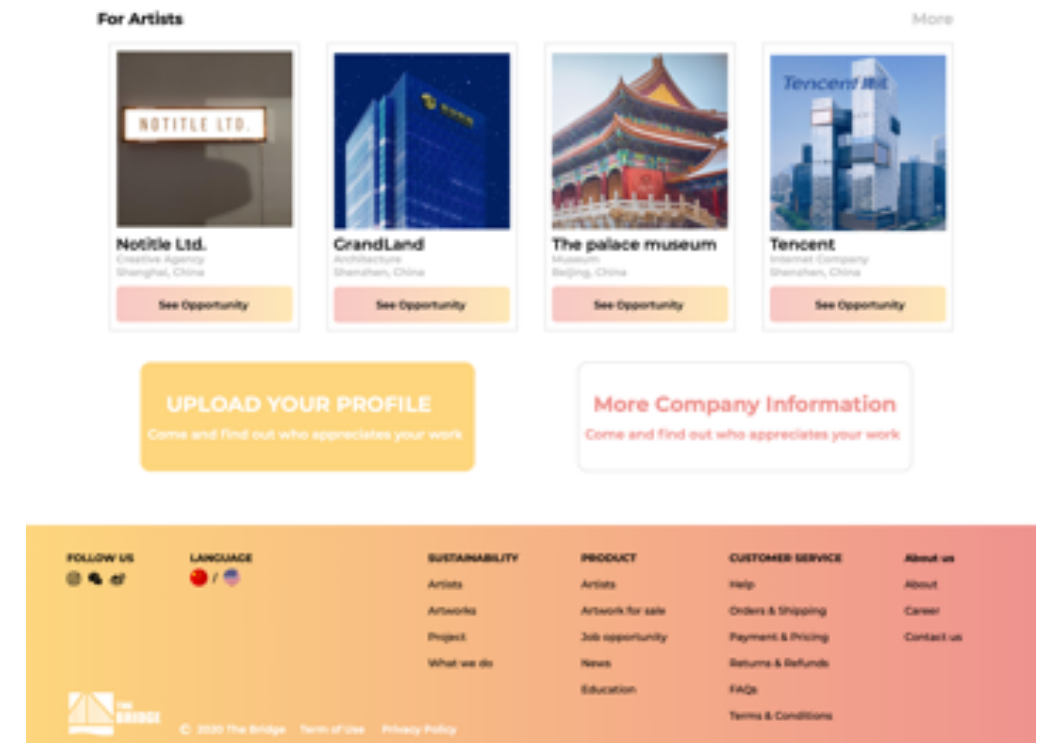 For Artists
More
NOTITLE LTD.
Tencent
Notitle Ltd.
Creative Agency
Shanghai, China
See Opportunity
GrandLand
Architecture
Shenzhen, China
See Opportunity
The palace museum
Museum
Beijing, China
See Opportunity
Tencent
Internet Company
Shenzhen, China
See Opportunity
UPLOAD YOUR PROFILE
Come and find out who appreciates your work
More Company Information
Come and find out who appreciates your work
FOLLOW US
LANGUAGE
/
SUSTAINABILITY
Artists
Artworks
Project
What we do
PRODUCT
Artists
Artwork for sale
Job opportunity
News
Education
CUSTOMER SERVICE
Help
Orders & Shipping
Payment & Pricing
Returns & Refunds
FAQs
Terms & Conditions
About us
About
Career
Contact us
THE
BRIDGE
© 2020 The Bridge Term of Use Privacy Policy